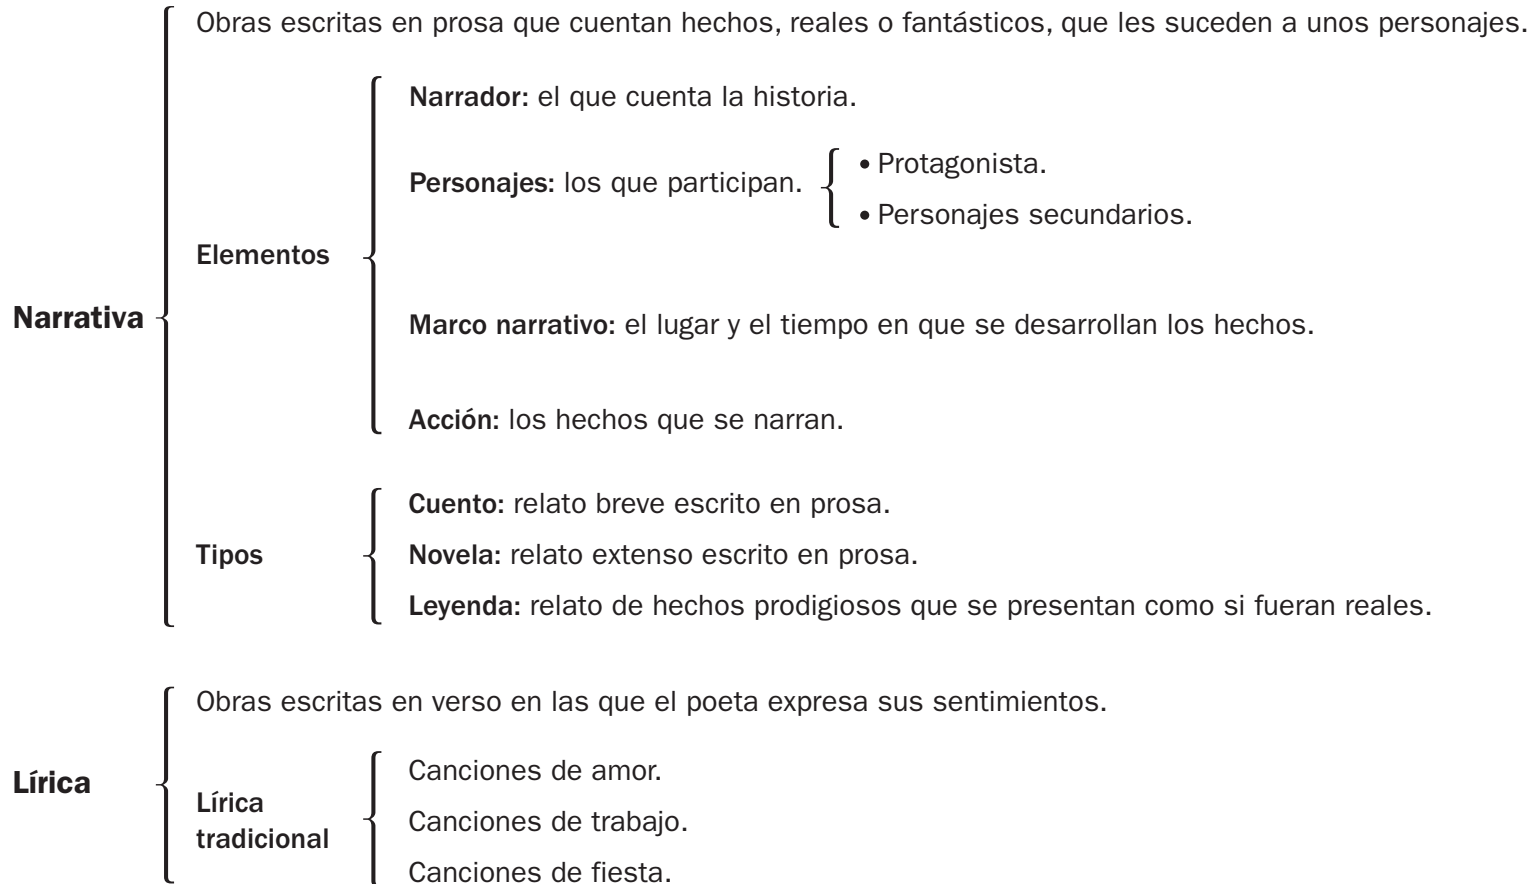 Obras escritas en prosa que cuentan hechos, reales o fantásticos, que les suceden a unos personajes.
Narrador: el que cuenta la historia.
Personajes: los que participan.
• Protagonista.
• Personajes secundarios.
Elementos
Narrativa
Marco narrativo: el lugar y el tiempo en que se desarrollan los hechos.
Acción: los hechos que se narran.
Cuento: relato breve escrito en prosa.
Tipos
Novela: relato extenso escrito en prosa.
Leyenda: relato de hechos prodigiosos que se presentan como si fueran reales.
Obras escritas en verso en las que el poeta expresa sus sentimientos.
Lírica
Lírica
tradicional
Canciones de amor.
Canciones de trabajo.
Canciones de fiesta.